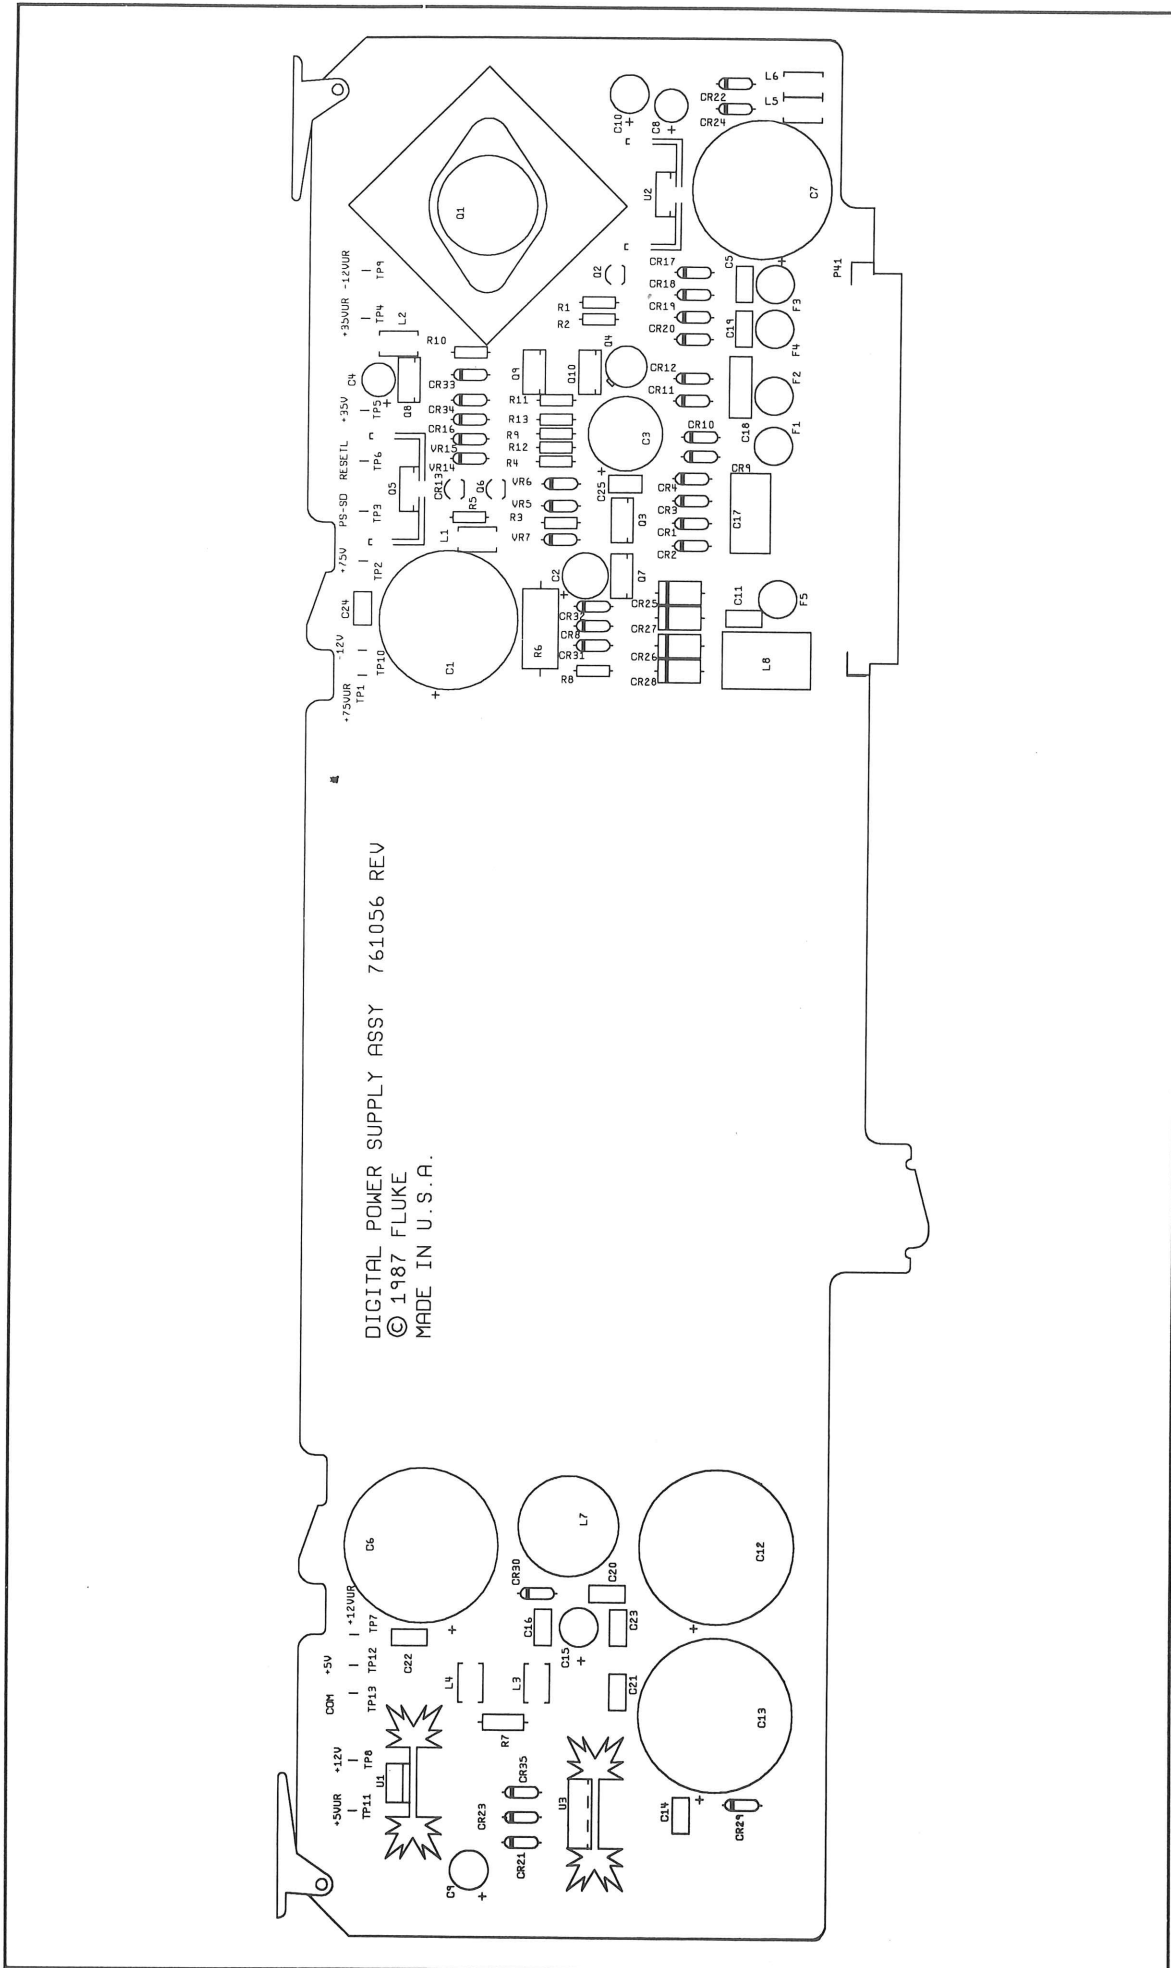 DIGITAL POWER SUPPLY ASSY 761056 REV
© 1987 FLUKE
MADE IN U.S.A.
+5VUR
TP11
+12V
TP8
COM
TP13
+5V
TP12
+12VUR
TP7
+75VUR
TP1
-12V
TP10
+75V
TP2
PS-SD
TP3
RESETL
TP6
+35V
TP5
+35VUR
TP4
-12VUR
TP9
U1
C22
C6
C24
C1
+
Q5
Q8
C4
+
L2
R10
Q1
C9
+
L4
+
L1
R5
CR13
Q6
VR14
VR15
CR16
CR34
CR33
CR21
CR23
CR35
R7
L3
C16
CR30
L7
R6
VR7
R3
VR5
VR6
R4
R12
R9
R13
R11
Q9
Q10
R2
R1
Q2
U3
C15
+
C20
C23
C21
R8
CR31
CR8
CR32
C2
+
Q7
Q3
C25
+
C3
Q4
C10
+
C8
+
U2
C14
+
CR29
C13
+
C12
CR28
CR26
CR27
CR25
CR2
CR1
CR3
CR4
CR9
CR10
CR11
CR12
CR20
CR19
CR18
CR17
CR24
CR22
L8
C11
F5
C17
C18
F1
F2
C19
F4
C5
+
F3
C7
L5
L6
P41